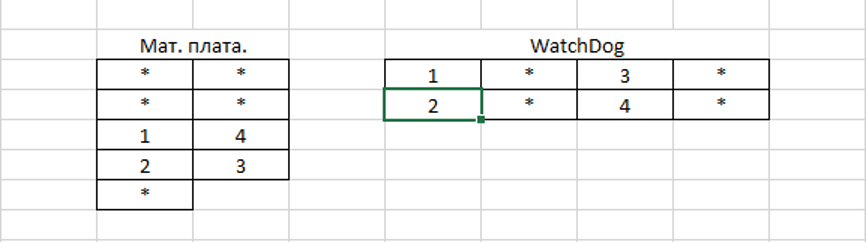 Мат. плата. WatchDog
* * 1 * 3 *
* * 2 * 4 *
1 4
2 3
*